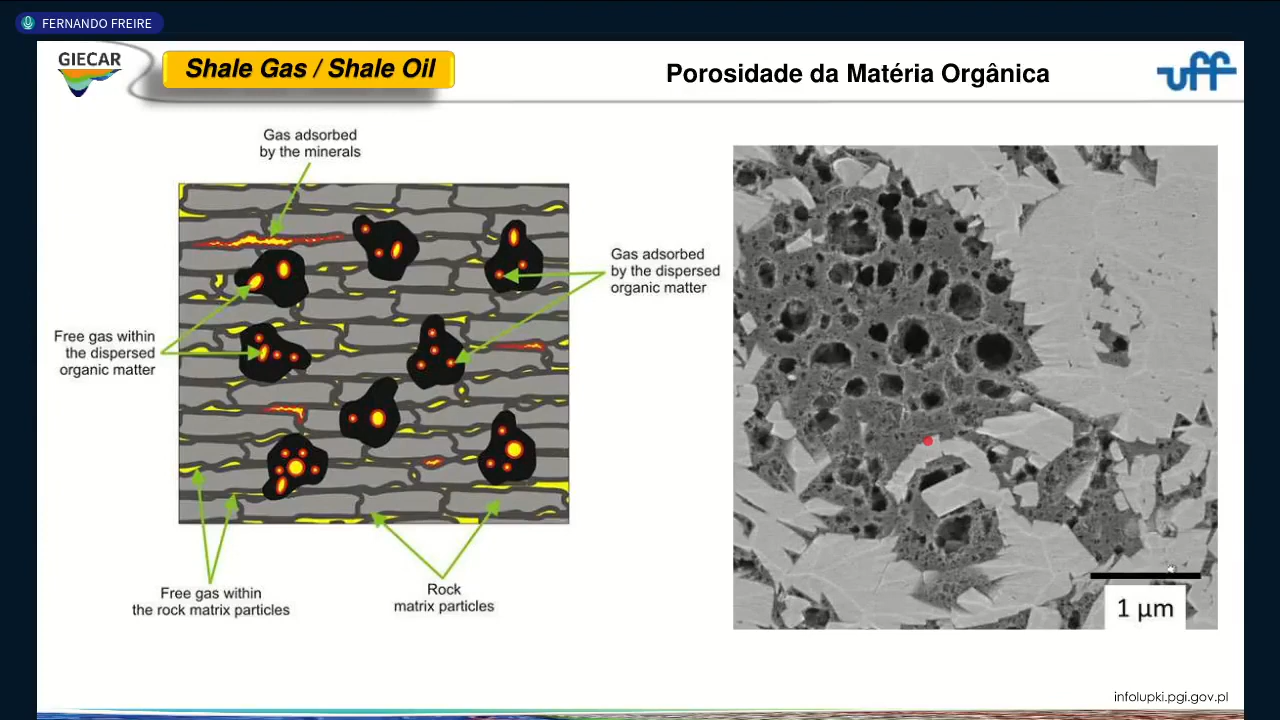 FERNANDO FREIRE
GIECAR
Shale Gas / Shale Oil
Porosidade da Matéria Orgânica
uff
Gas adsorbed
by the minerals
Gas adsorbed
by the dispersed
organic matter
Free gas within
the dispersed
organic matter
Free gas within
the rock matrix particles
Rock
matrix particles
1 µm
infolupki.pgi.gov.pl